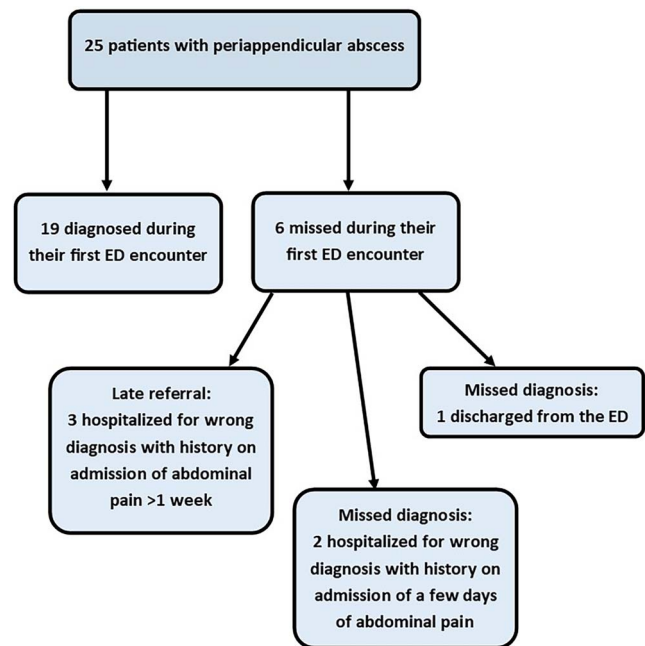 25 patients with periappendicular abscess
19 diagnosed during
their first ED encounter
6 missed during their
first ED encounter
Late referral:
3 hospitalized for wrong
diagnosis with history on
admission of abdominal
pain >1 week
Missed diagnosis:
2 hospitalized for wrong
diagnosis with history on
admission of a few days
of abdominal pain
Missed diagnosis:
1 discharged from the ED